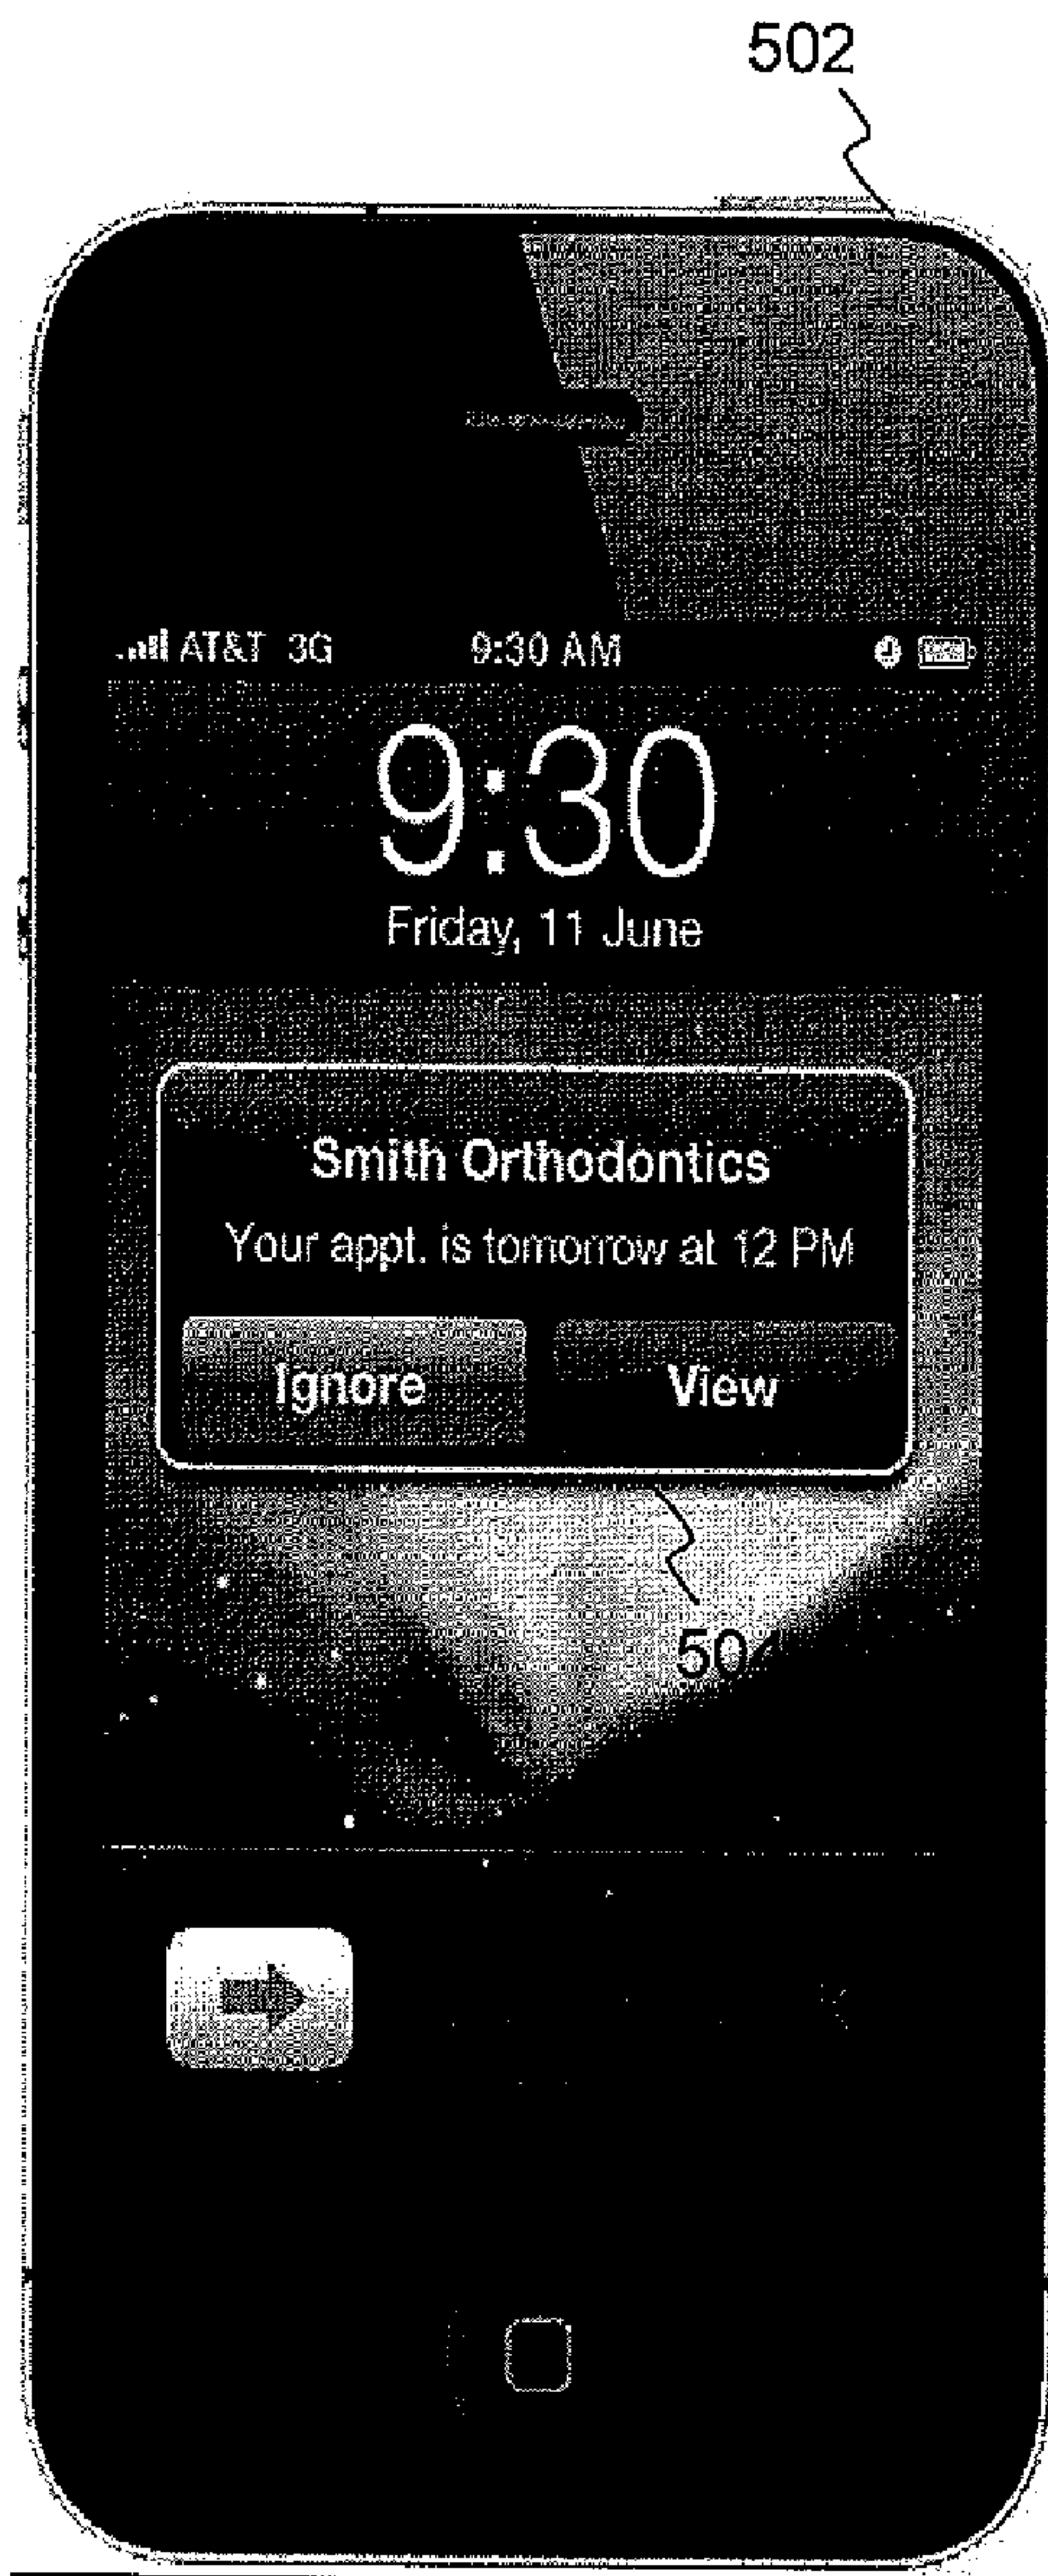 502
AT&T 3G 9:30 AM
9:30
Friday, 11 June
Smith Orthodontics
Your appt. is tomorrow at 12 PM
Ignore View